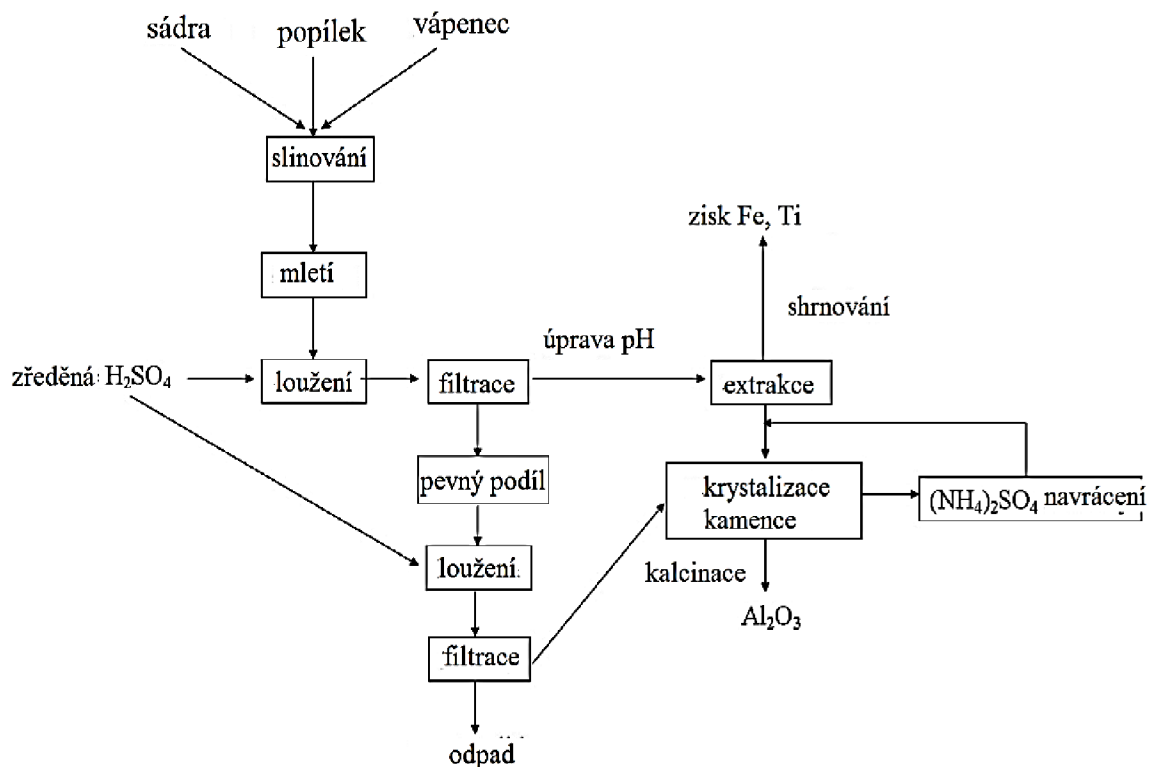 sádra
popílek
vápenec
slinování
mletí
zředěná H₂SO₄
loužení
filtrace
úprava pH
extrakce
shrnování
zisk Fe, Ti
pevný podíl
loužení
filtrace
odpad
krystalizace
kamence
(NH₄)₂SO₄ navrácení
kalcinace
Al₂O₃